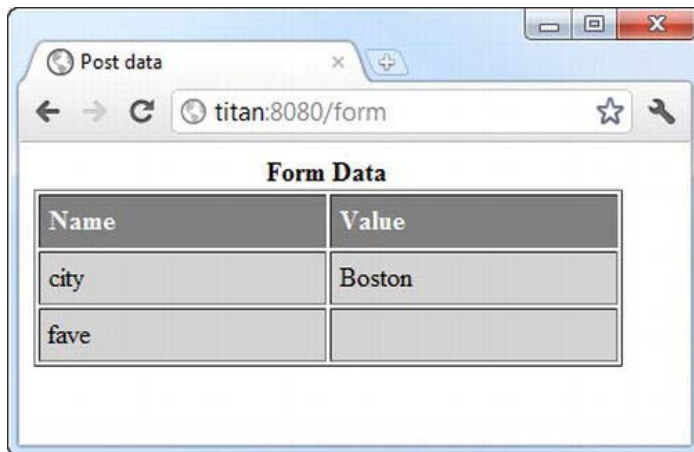 Post data
titan:8080/form
Form Data
Name Value
city Boston
fave